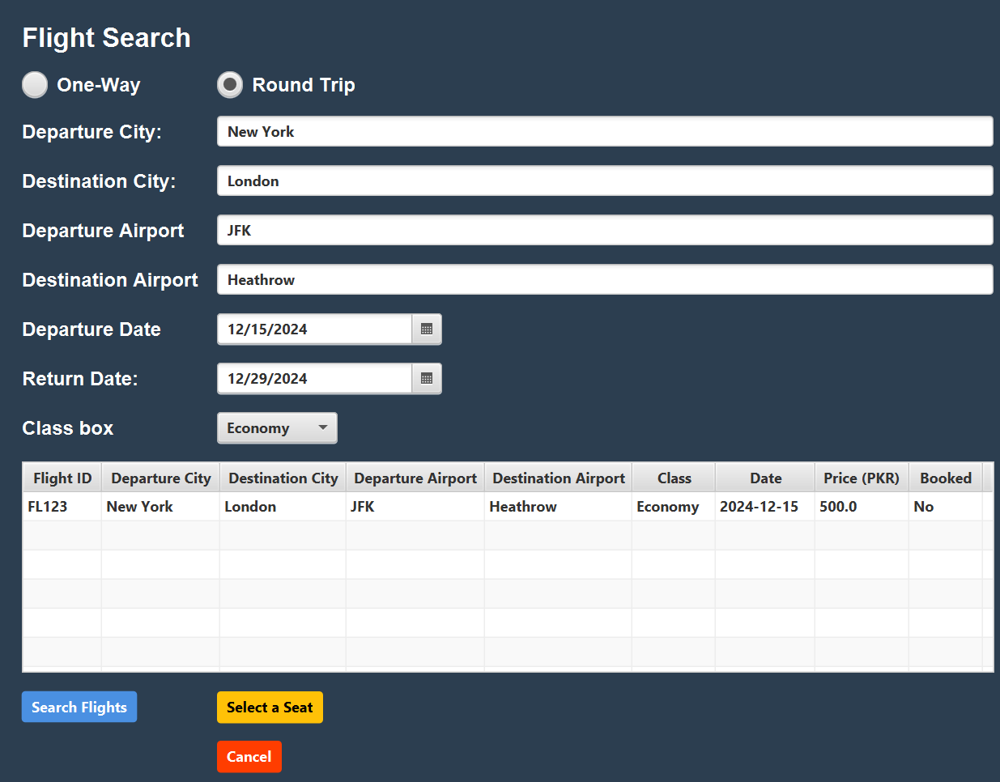 Flight Search
One-Way Round Trip
Departure City: New York
Destination City: London
Departure Airport JFK
Destination Airport Heathrow
Departure Date 12/15/2024
Return Date: 12/29/2024
Class box Economy
Flight ID Departure City Destination City Departure Airport Destination Airport Class Date Price (PKR) Booked
FL123 New York London JFK Heathrow Economy 2024-12-15 500.0 No
Search Flights Select a Seat
Cancel